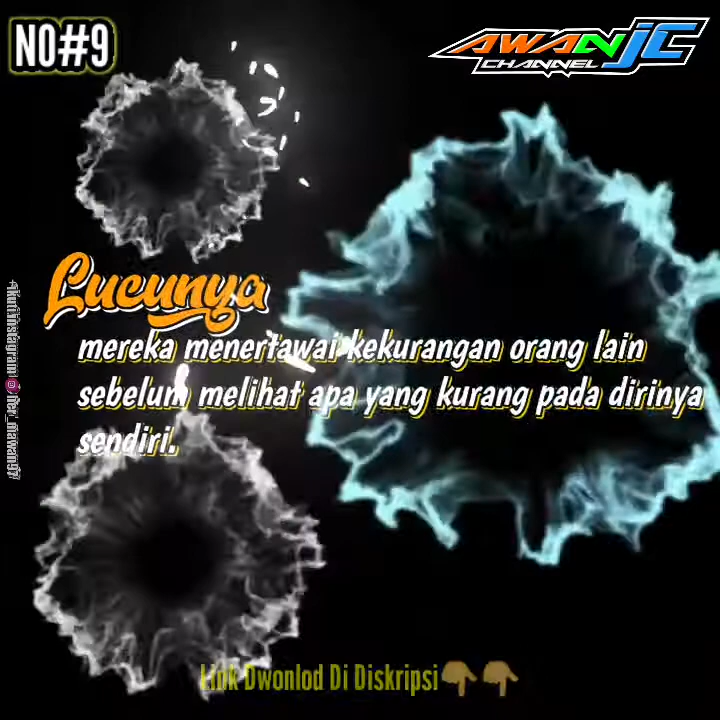 NO#9
AWAN JC
CHANNEL
Lucunya
mereka menertawai kekurangan orang lain
sebelum melihat apa yang kurang pada dirinya
sendiri.
Link Dwonlod Di Diskripsi